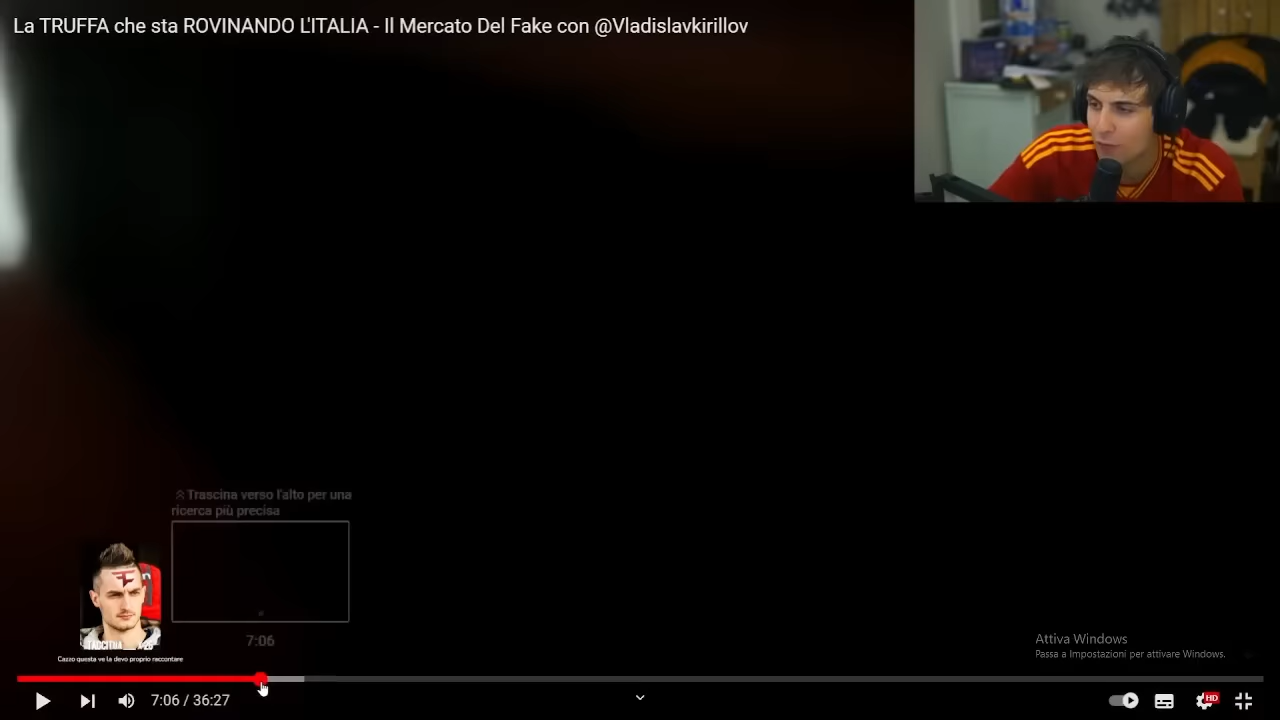 La TRUFFA che sta ROVINANDO L'ITALIA - Il Mercato Del Fake con @Vladislavkirillov
Trascina verso l'alto per una
ricerca più precisa
7:06
Cazzo questa ve la devo proprio raccontare
Attiva Windows
Passa a Impostazioni per attivare Windows.
7:06 / 36:27
HD